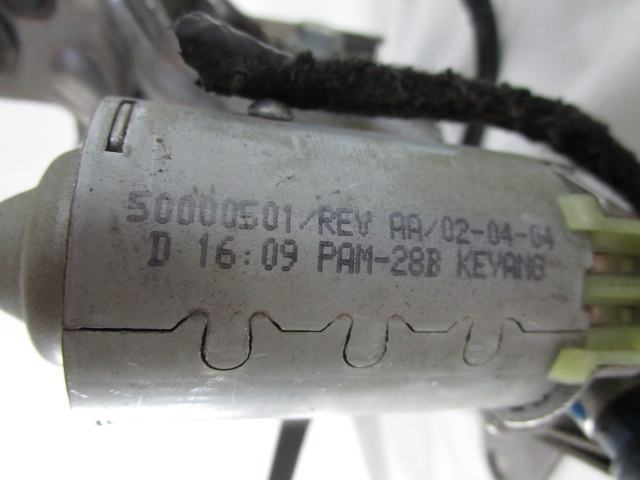 50000501/REV AA/02-04-04
D 16:09 PAM-28B KEYANG